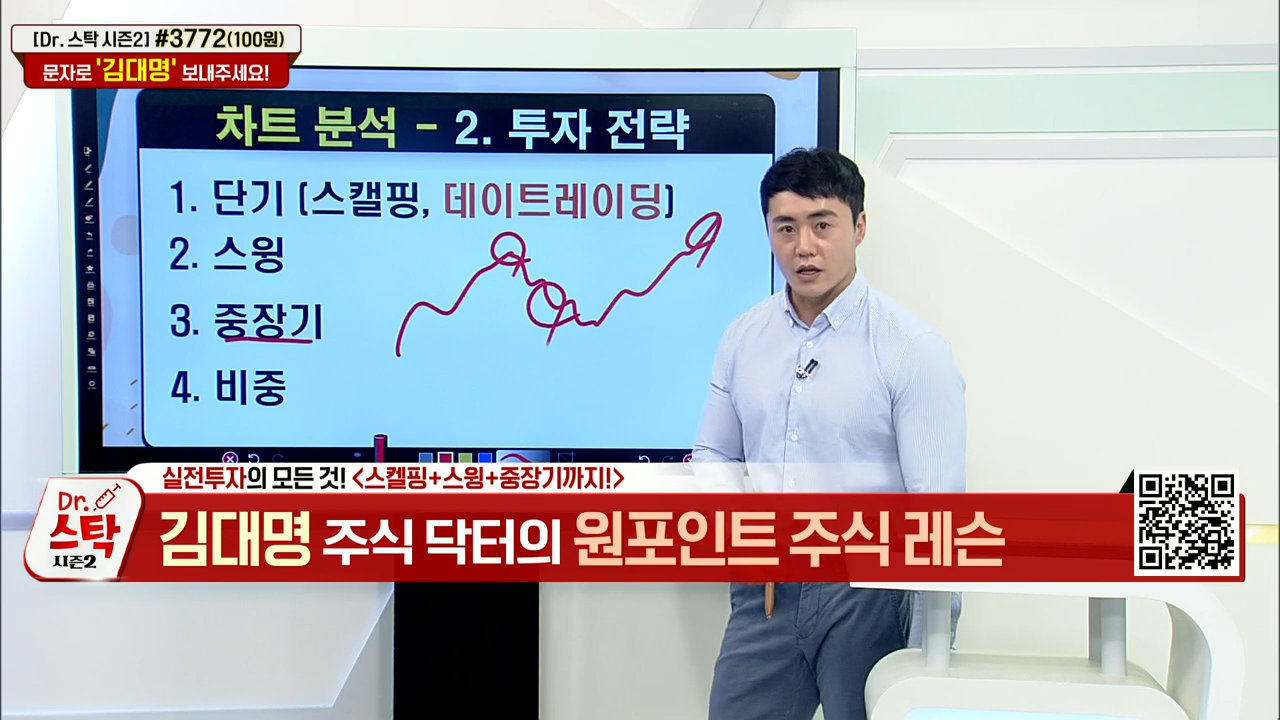 [Dr. 스탁 시즌2] #3772(100원)
문자로 '김대명' 보내주세요!
차트 분석 - 2. 투자 전략
1. 단기 (스캘핑, 데이트레이딩)
2. 스윙
3. 중장기
4. 비중
실전투자의 모든 것! <스켈핑+스윙+중장기까지!>
Dr.
스탁
시즌2
김대명 주식 닥터의 원포인트 주식 레슨